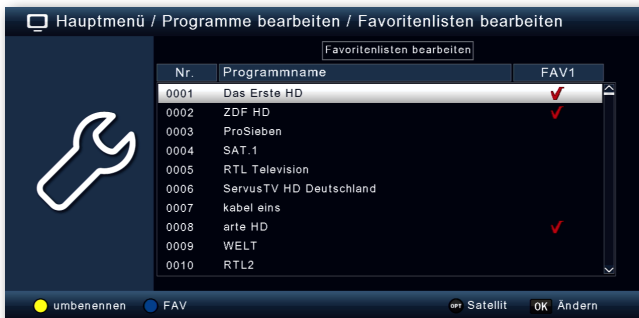 Hauptmenü / Programme bearbeiten / Favoritenlisten bearbeiten
Favoritenlisten bearbeiten
Nr. Programmname FAV1
0001 Das Erste HD
0002 ZDF HD
0003 ProSieben
0004 SAT.1
0005 RTL Television
0006 ServusTV HD Deutschland
0007 kabel eins
0008 arte HD
0009 WELT
0010 RTL2
umbenennen FAV OPT Satellit OK Ändern